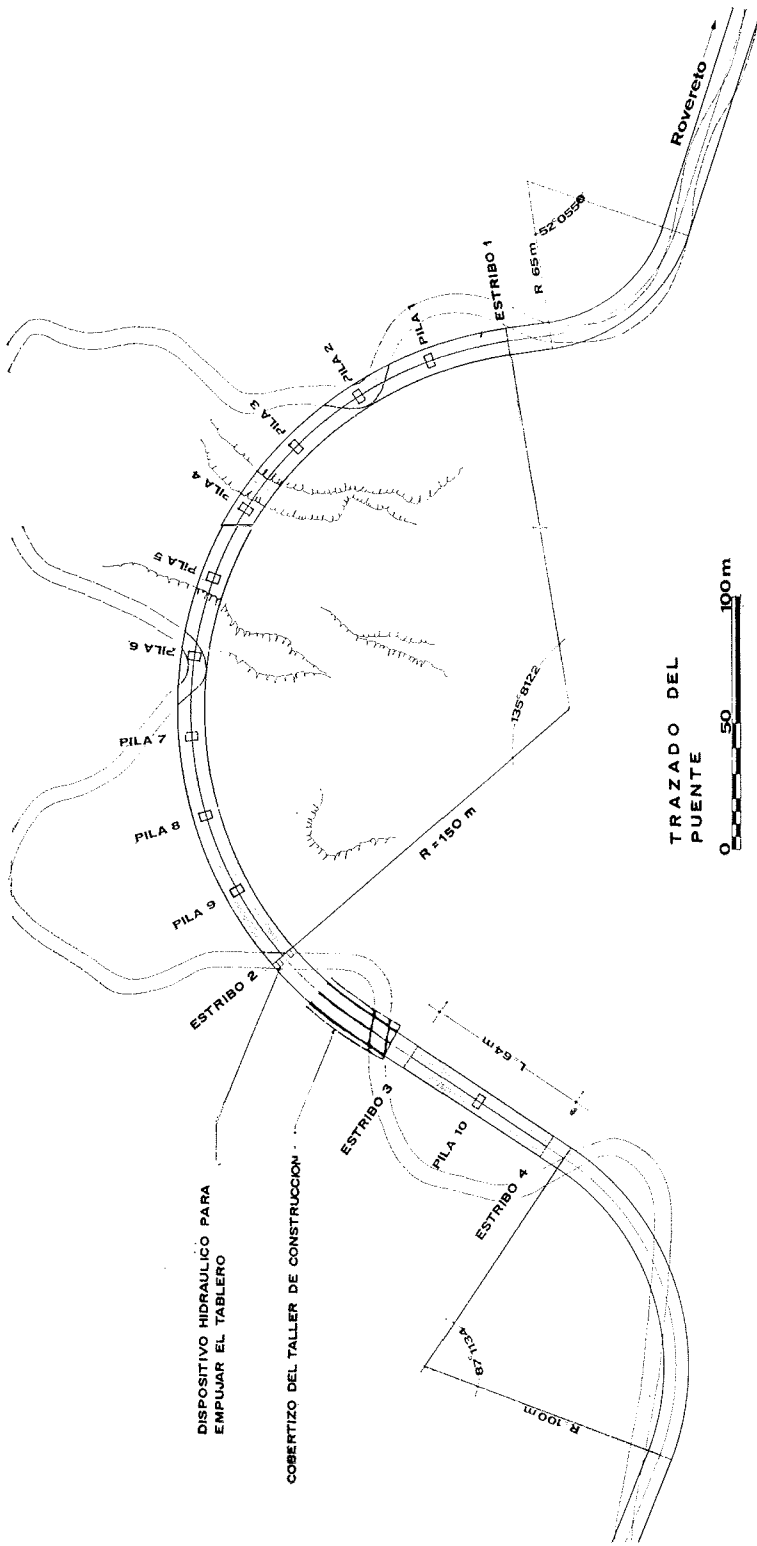 Rovereto
52°0556
R 65m
ESTRIBO 1
PILA 1
PILA 2
PILA 3
PILA 4
PILA 5
PILA 6
PILA 7
PILA 8
PILA 9
135°8122
R = 150 m
ESTRIBO 2
ESTRIBO 3
L 64 m
PILA 10
ESTRIBO 4
87°1134
R 100 m
DISPOSITIVO HIDRAULICO PARA
EMPUJAR EL TABLERO
COBERTIZO DEL TALLER DE CONSTRUCCION
TRAZADO DEL
PUENTE
0 50 100 m